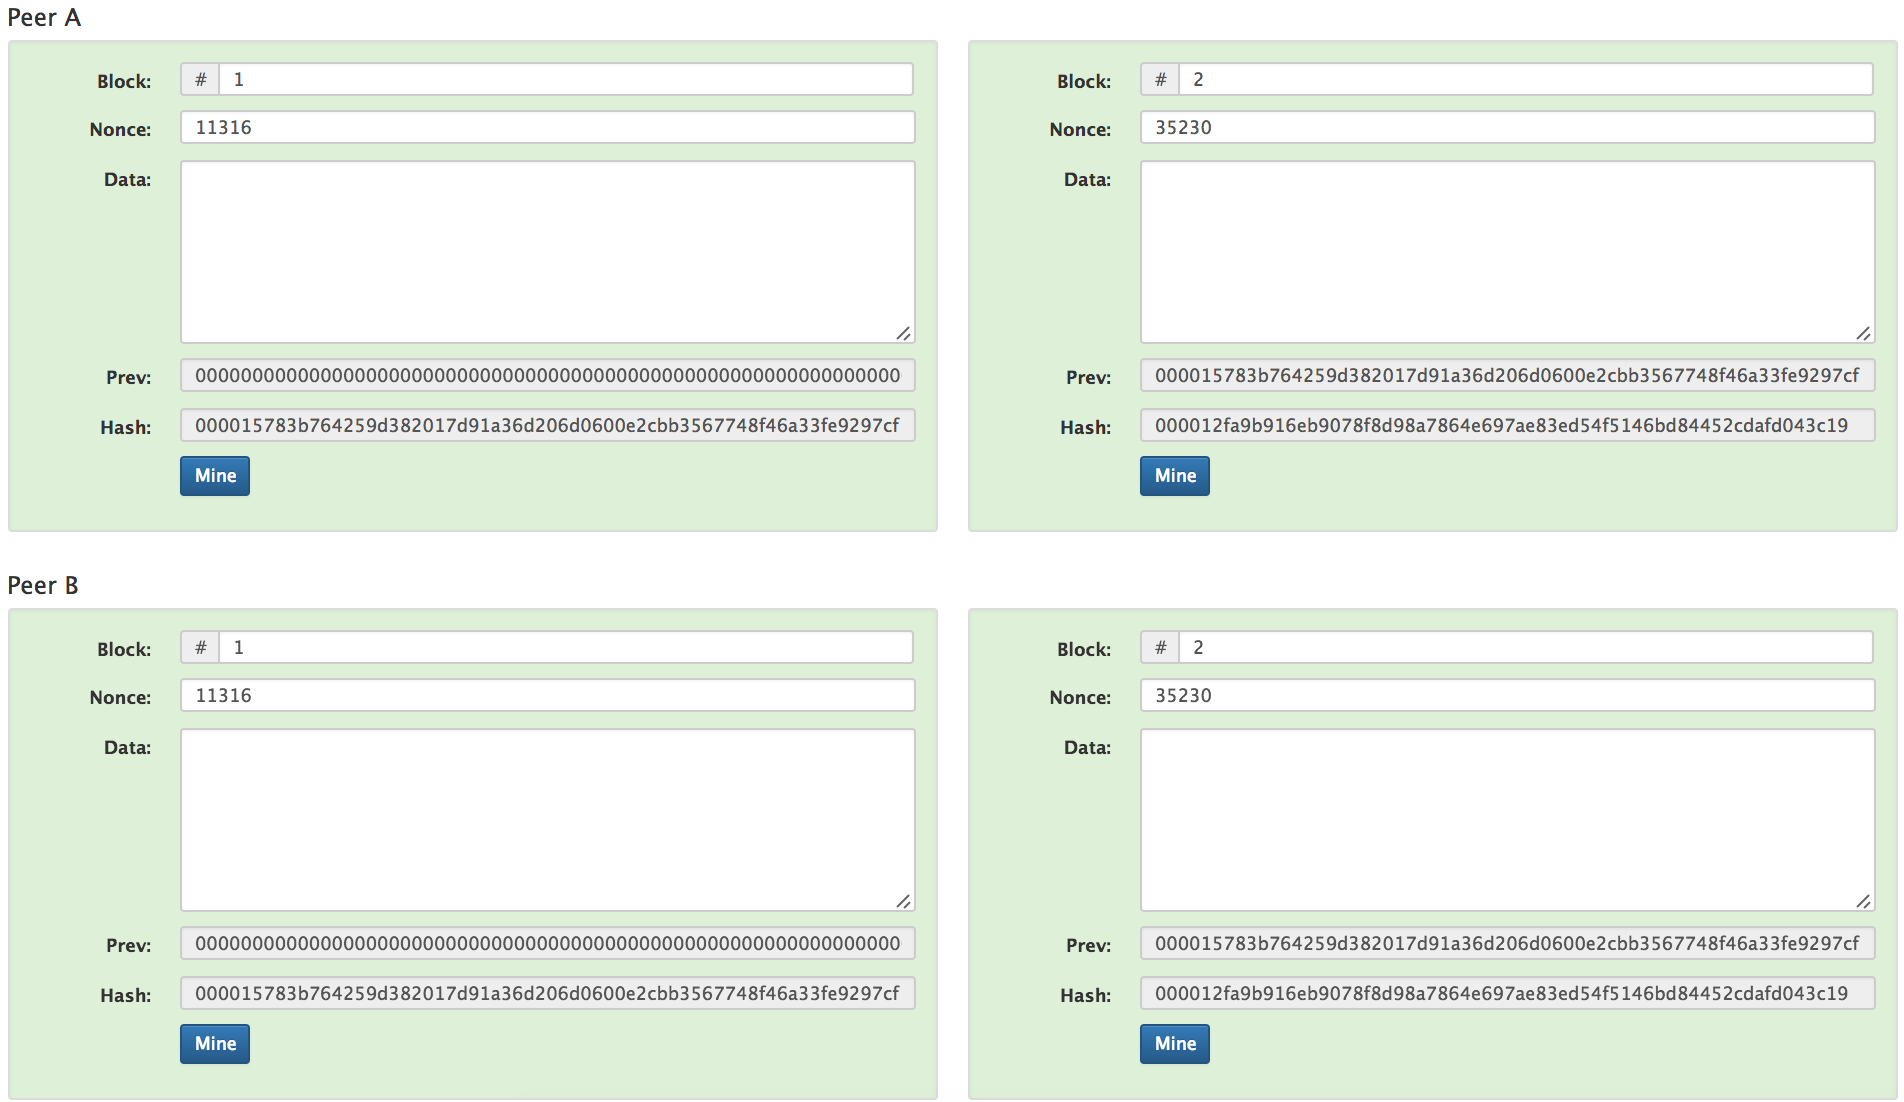 Peer A
Block: # 1
Nonce: 11316
Data:
Prev: 0000000000000000000000000000000000000000000000000000000000000000
Hash: 000015783b764259d382017d91a36d206d0600e2cbb3567748f46a33fe9297cf
Mine
Block: # 2
Nonce: 35230
Data:
Prev: 000015783b764259d382017d91a36d206d0600e2cbb3567748f46a33fe9297cf
Hash: 000012fa9b916eb9078f8d98a7864e697ae83ed54f5146bd84452cdafd043c19
Mine
Peer B
Block: # 1
Nonce: 11316
Data:
Prev: 0000000000000000000000000000000000000000000000000000000000000000
Hash: 000015783b764259d382017d91a36d206d0600e2cbb3567748f46a33fe9297cf
Mine
Block: # 2
Nonce: 35230
Data:
Prev: 000015783b764259d382017d91a36d206d0600e2cbb3567748f46a33fe9297cf
Hash: 000012fa9b916eb9078f8d98a7864e697ae83ed54f5146bd84452cdafd043c19
Mine